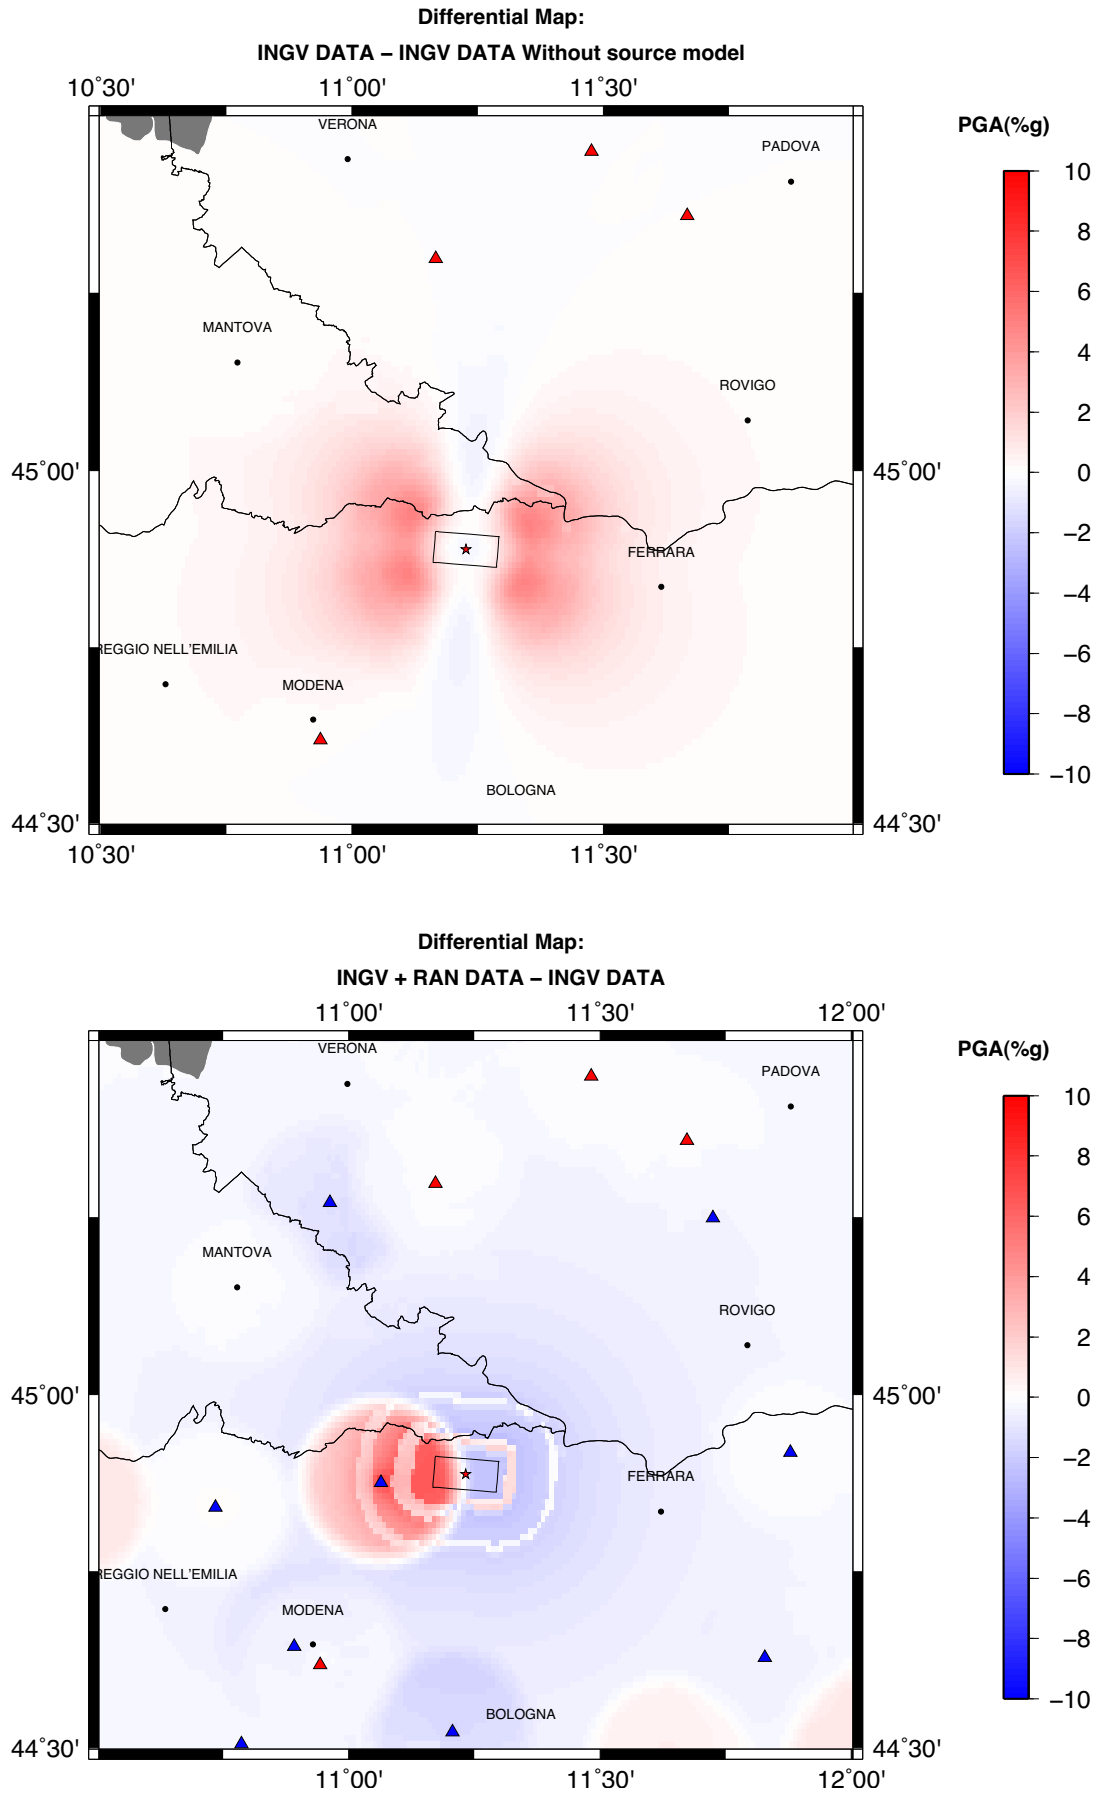 Differential Map:
INGV DATA – INGV DATA Without source model
10˚30' 11˚00' 11˚30'
VERONA
PADOVA
PGA(%g)
10
8
6
4
2
0
−2
−4
−6
−8
−10
MANTOVA
ROVIGO
45˚00' 45˚00'
FERRARA
REGGIO NELL'EMILIA
MODENA
BOLOGNA
44˚30' 44˚30'
10˚30' 11˚00' 11˚30'
Differential Map:
INGV + RAN DATA – INGV DATA
11˚00' 11˚30' 12˚00'
VERONA
PADOVA
PGA(%g)
10
8
6
4
2
0
−2
−4
−6
−8
−10
MANTOVA
ROVIGO
45˚00' 45˚00'
FERRARA
REGGIO NELL'EMILIA
MODENA
BOLOGNA
44˚30' 44˚30'
11˚00' 11˚30' 12˚00'